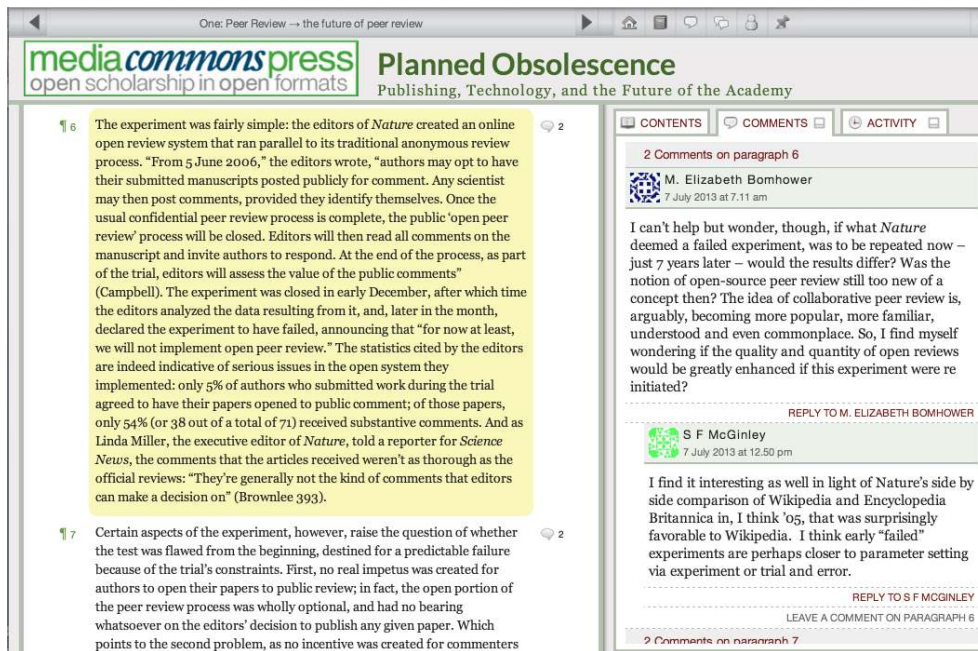 One: Peer Review → the future of peer review
mediacommonspress
open scholarship in open formats
Planned Obsolescence
Publishing, Technology, and the Future of the Academy
¶ 6
The experiment was fairly simple: the editors of Nature created an online
open review system that ran parallel to its traditional anonymous review
process. “From 5 June 2006,” the editors wrote, “authors may opt to have
their submitted manuscripts posted publicly for comment. Any scientist
may then post comments, provided they identify themselves. Once the
usual confidential peer review process is complete, the public ‘open peer
review’ process will be closed. Editors will then read all comments on the
manuscript and invite authors to respond. At the end of the process, as part
of the trial, editors will assess the value of the public comments”
(Campbell). The experiment was closed in early December, after which time
the editors analyzed the data resulting from it, and, later in the month,
declared the experiment to have failed, announcing that “for now at least,
we will not implement open peer review.” The statistics cited by the editors
are indeed indicative of serious issues in the open system they
implemented: only 5% of authors who submitted work during the trial
agreed to have their papers opened to public comment; of those papers,
only 54% (or 38 out of a total of 71) received substantive comments. And as
Linda Miller, the executive editor of Nature, told a reporter for Science
News, the comments that the articles received weren’t as thorough as the
official reviews: “They’re generally not the kind of comments that editors
can make a decision on” (Brownlee 393).
2
¶ 7
Certain aspects of the experiment, however, raise the question of whether
the test was flawed from the beginning, destined for a predictable failure
because of the trial’s constraints. First, no real impetus was created for
authors to open their papers to public review; in fact, the open portion of
the peer review process was wholly optional, and had no bearing
whatsoever on the editors’ decision to publish any given paper. Which
points to the second problem, as no incentive was created for commenters
2
CONTENTS
COMMENTS
ACTIVITY
2 Comments on paragraph 6
M. Elizabeth Bomhower
7 July 2013 at 7.11 am
I can’t help but wonder, though, if what Nature
deemed a failed experiment, was to be repeated now –
just 7 years later – would the results differ? Was the
notion of open-source peer review still too new of a
concept then? The idea of collaborative peer review is,
arguably, becoming more popular, more familiar,
understood and even commonplace. So, I find myself
wondering if the quality and quantity of open reviews
would be greatly enhanced if this experiment were re
initiated?
REPLY TO M. ELIZABETH BOMHOWER
S F McGinley
7 July 2013 at 12.50 pm
I find it interesting as well in light of Nature’s side by
side comparison of Wikipedia and Encyclopedia
Britannica in, I think ’05, that was surprisingly
favorable to Wikipedia. I think early “failed”
experiments are perhaps closer to parameter setting
via experiment or trial and error.
REPLY TO S F MCGINLEY
LEAVE A COMMENT ON PARAGRAPH 6
2 Comments on paragraph 7